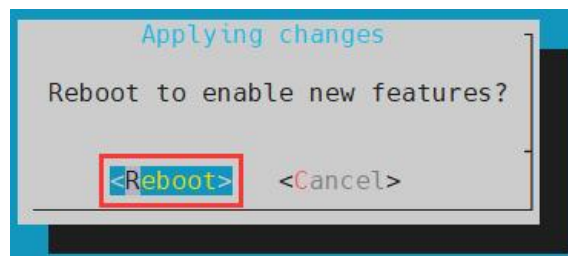 Applying changes
Reboot to enable new features?
<Reboot> <Cancel>